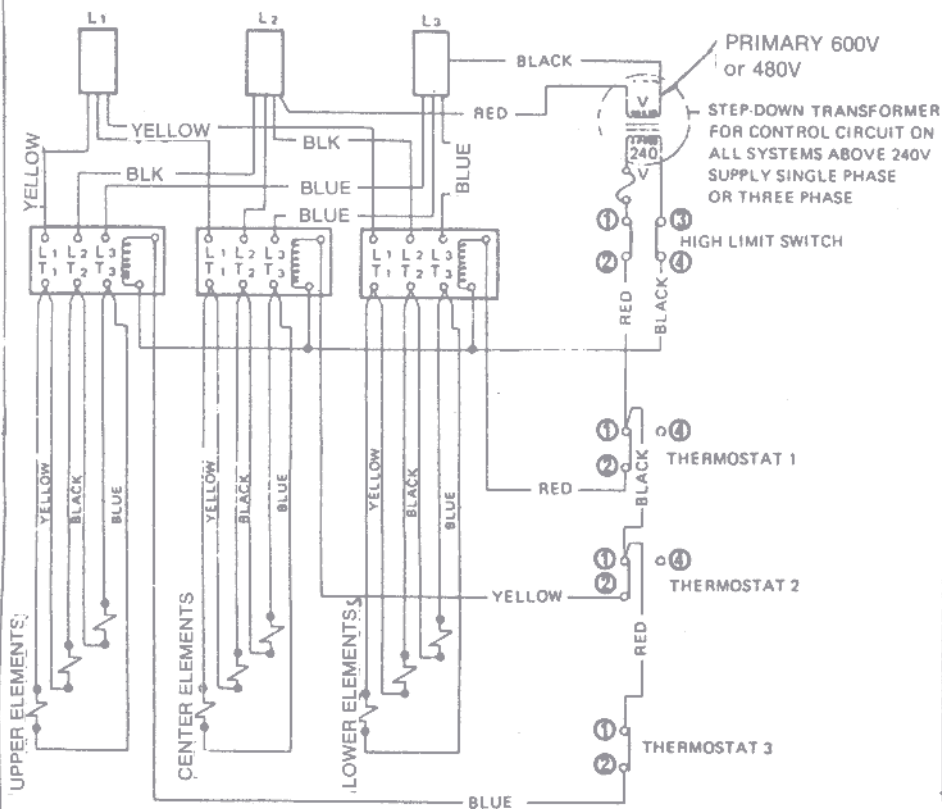 L1
L2
L3
BLACK
PRIMARY 600V
or 480V
RED
V
240
V
STEP-DOWN TRANSFORMER
FOR CONTROL CIRCUIT ON
ALL SYSTEMS ABOVE 240V
SUPPLY SINGLE PHASE
OR THREE PHASE
YELLOW
YELLOW
BLK
BLK
BLUE
BLUE
BLUE
1
3
HIGH LIMIT SWITCH
2
4
L1 L2 L3
T1 T2 T3
L1 L2 L3
T1 T2 T3
L1 L2 L3
T1 T2 T3
RED
BLACK
1
4
THERMOSTAT 1
2
RED
BLACK
YELLOW
BLACK
BLUE
YELLOW
BLACK
BLUE
YELLOW
BLACK
BLUE
1
4
THERMOSTAT 2
2
YELLOW
RED
UPPER ELEMENTS
CENTER ELEMENTS
LOWER ELEMENTS
1
THERMOSTAT 3
2
BLUE